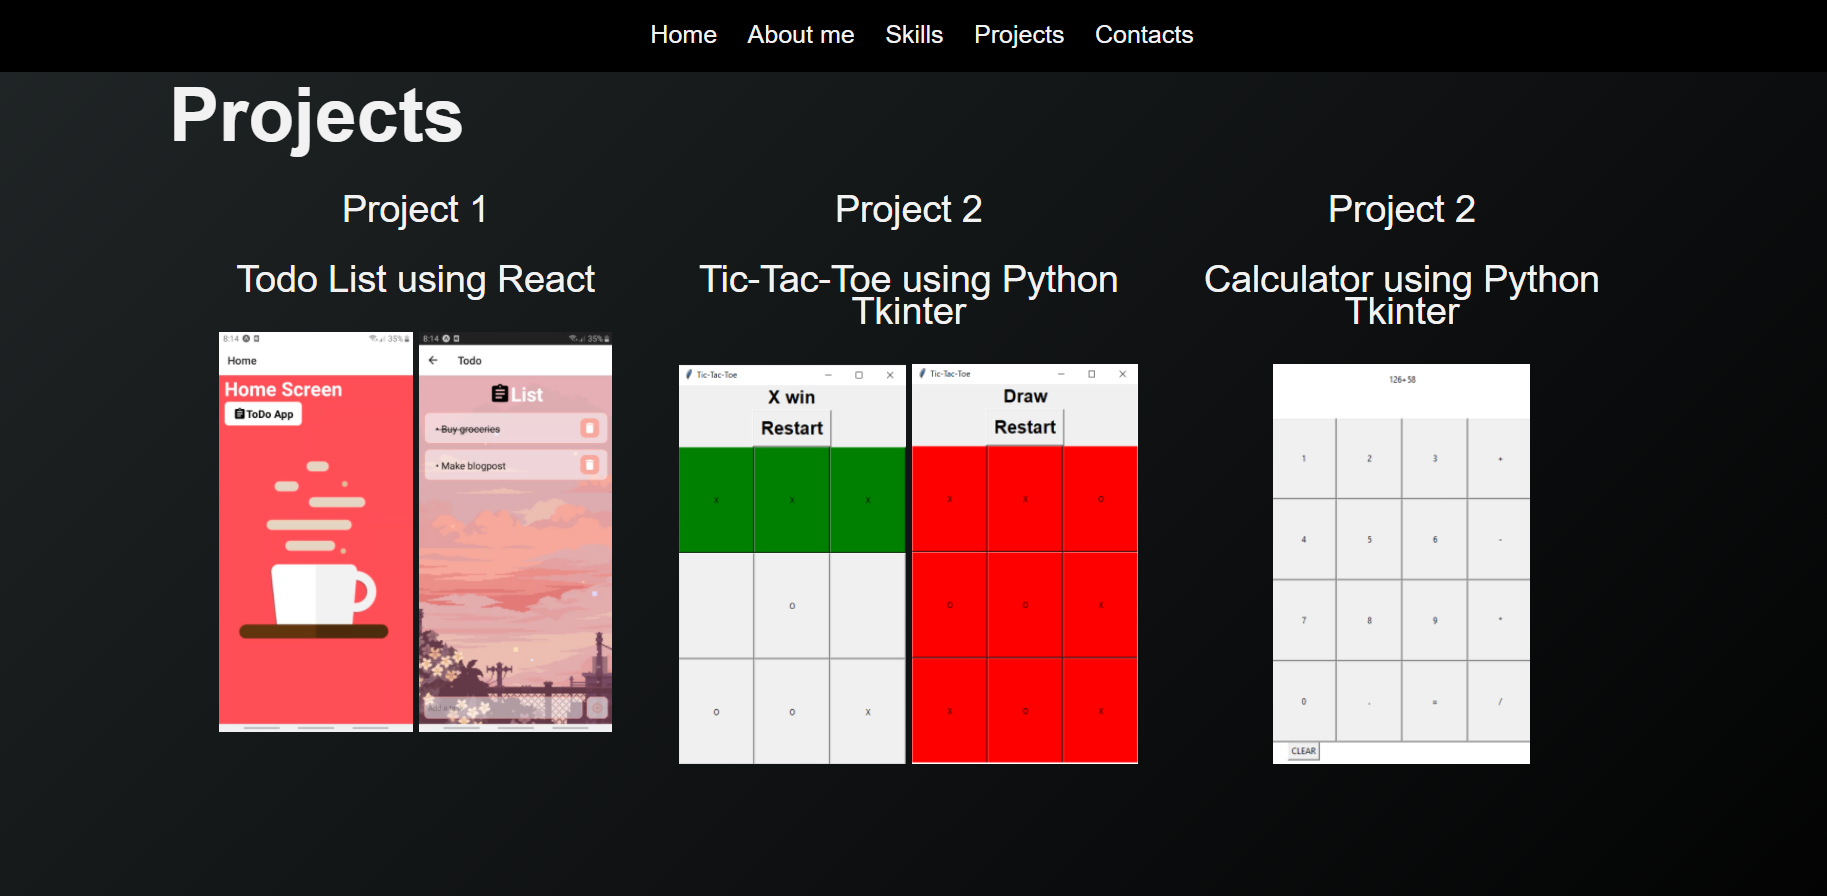 Home About me Skills Projects Contacts
Projects
Project 1
Todo List using React
8:14 35%
Home
Home Screen
ToDo App
8:14 35%
Todo
List
• Buy groceries
• Make blogpost
Project 2
Tic-Tac-Toe using Python
Tkinter
Tic-Tac-Toe
X win
Restart
X X X
O
O O X
Tic-Tac-Toe
Draw
Restart
X X O
O O X
X O X
Project 2
Calculator using Python
Tkinter
126+58
1 2 3 +
4 5 6 -
7 8 9 *
0 . = /
CLEAR